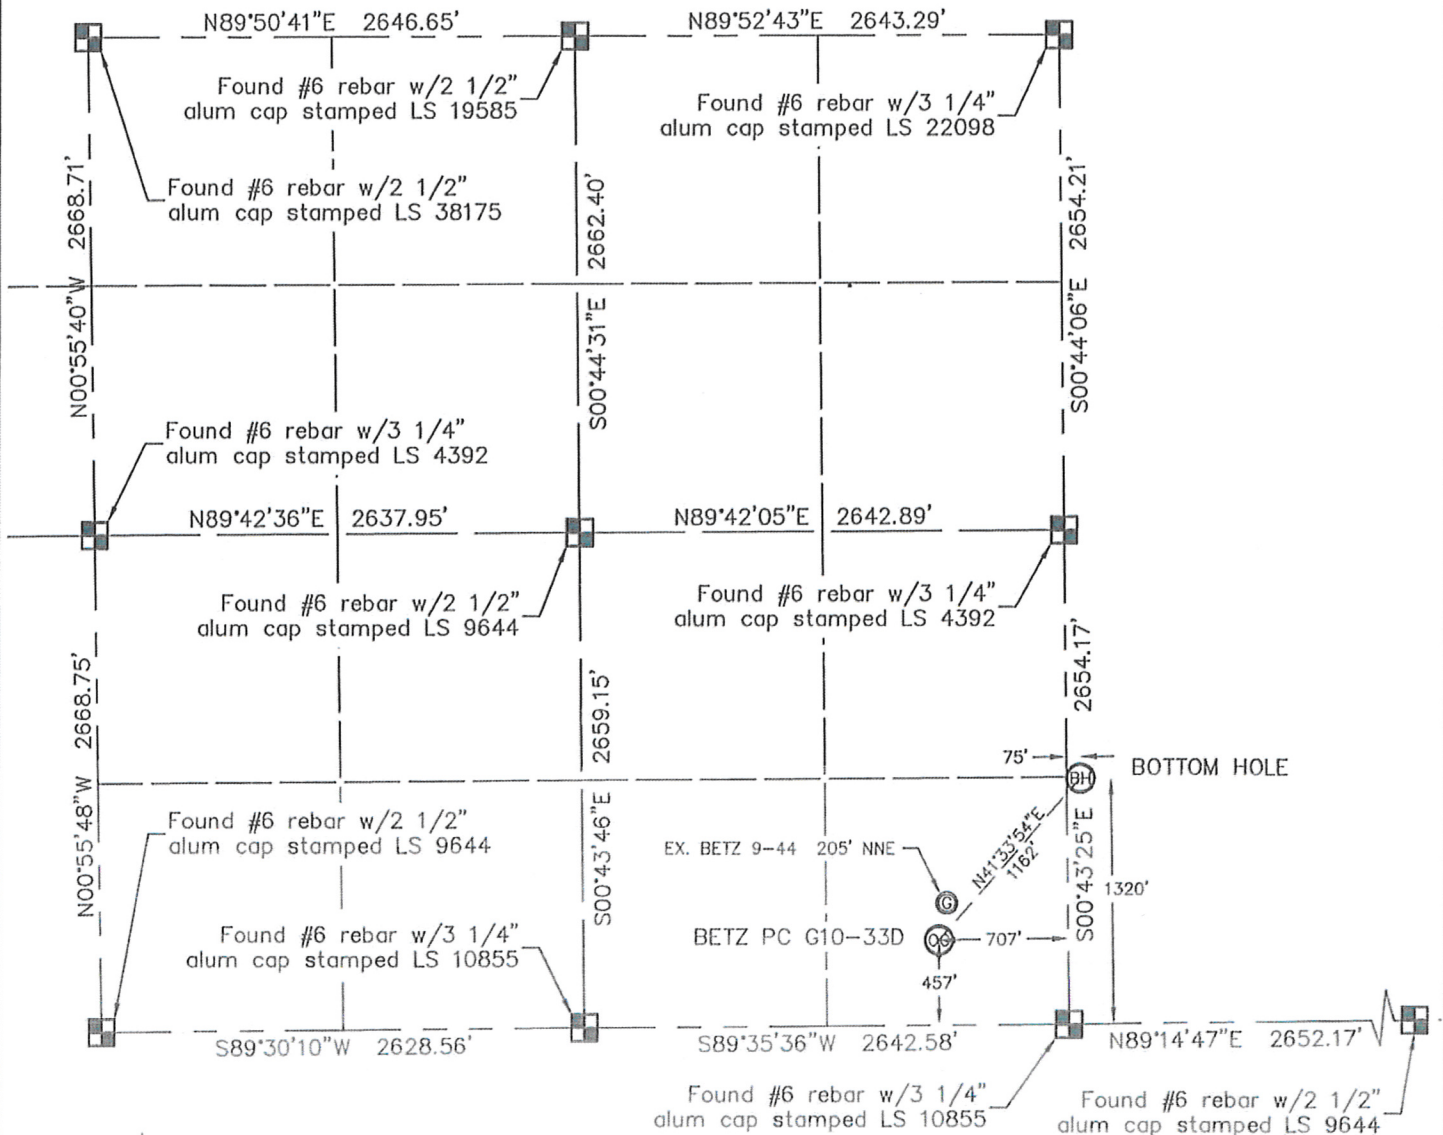 N89°50'41"E 2646.65'
N89°52'43"E 2643.29'
Found #6 rebar w/2 1/2"
alum cap stamped LS 19585
Found #6 rebar w/3 1/4"
alum cap stamped LS 22098
Found #6 rebar w/2 1/2"
alum cap stamped LS 38175
N00°55'40"W 2668.71'
S00°44'31"E 2662.40'
S00°44'06"E 2654.21'
Found #6 rebar w/3 1/4"
alum cap stamped LS 4392
N89°42'36"E 2637.95'
N89°42'05"E 2642.89'
Found #6 rebar w/2 1/2"
alum cap stamped LS 9644
Found #6 rebar w/3 1/4"
alum cap stamped LS 4392
N00°55'48"W 2668.75'
S00°43'46"E 2659.15'
S00°43'25"E 2654.17'
75'
BH
BOTTOM HOLE
Found #6 rebar w/2 1/2"
alum cap stamped LS 9644
EX. BETZ 9-44 205' NNE
N41°33'54"E
1162'
1320'
G
Found #6 rebar w/3 1/4"
alum cap stamped LS 10855
BETZ PC G10-33D
OG
707'
457'
S89°30'10"W 2628.56'
S89°35'36"W 2642.58'
N89°14'47"E 2652.17'
Found #6 rebar w/3 1/4"
alum cap stamped LS 10855
Found #6 rebar w/2 1/2"
alum cap stamped LS 9644